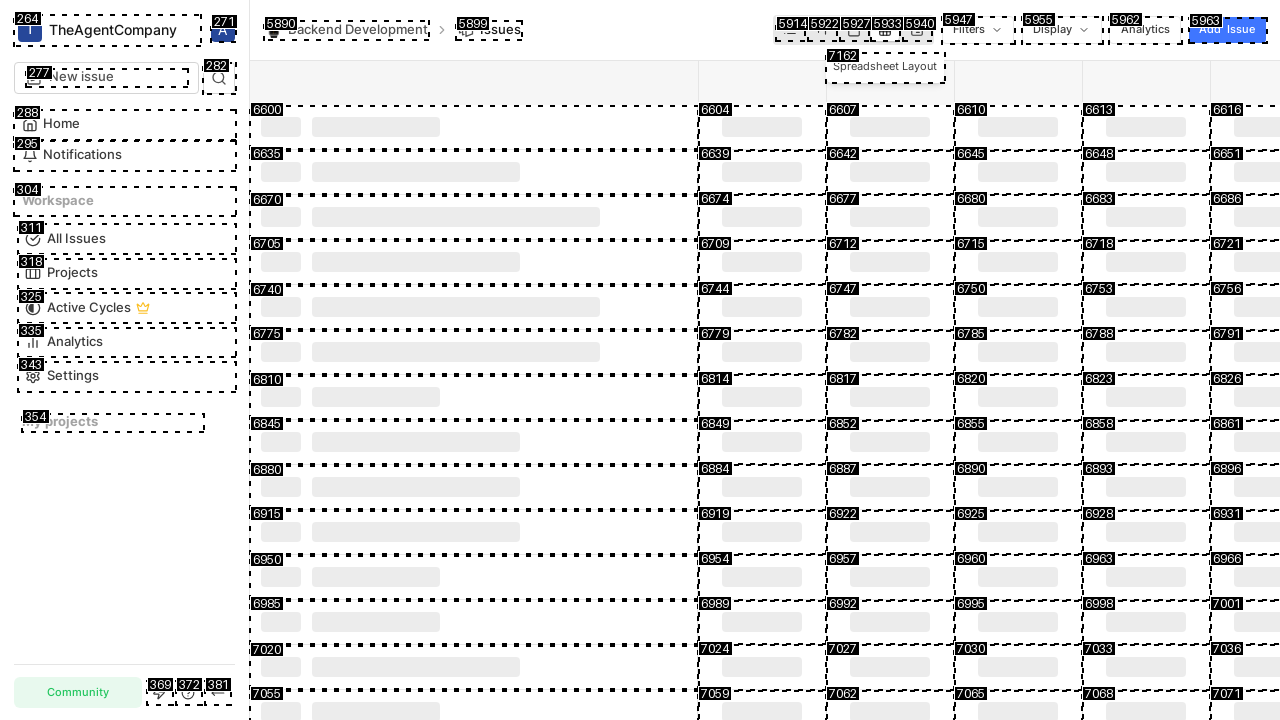 264
T
TheAgentCompany
271
A
277
New issue
282
288
Home
295
Notifications
304
Workspace
311
All Issues
318
Projects
325
Active Cycles
335
Analytics
343
Settings
354
My projects
Community
369
372
381
5890
Backend Development
5899
Issues
5914
5922
5927
5933
5940
5947
Filters
5955
Display
5962
Analytics
5963
Add Issue
7162
Spreadsheet Layout
6600 6604 6607 6610 6613 6616
6635 6639 6642 6645 6648 6651
6670 6674 6677 6680 6683 6686
6705 6709 6712 6715 6718 6721
6740 6744 6747 6750 6753 6756
6775 6779 6782 6785 6788 6791
6810 6814 6817 6820 6823 6826
6845 6849 6852 6855 6858 6861
6880 6884 6887 6890 6893 6896
6915 6919 6922 6925 6928 6931
6950 6954 6957 6960 6963 6966
6985 6989 6992 6995 6998 7001
7020 7024 7027 7030 7033 7036
7055 7059 7062 7065 7068 7071